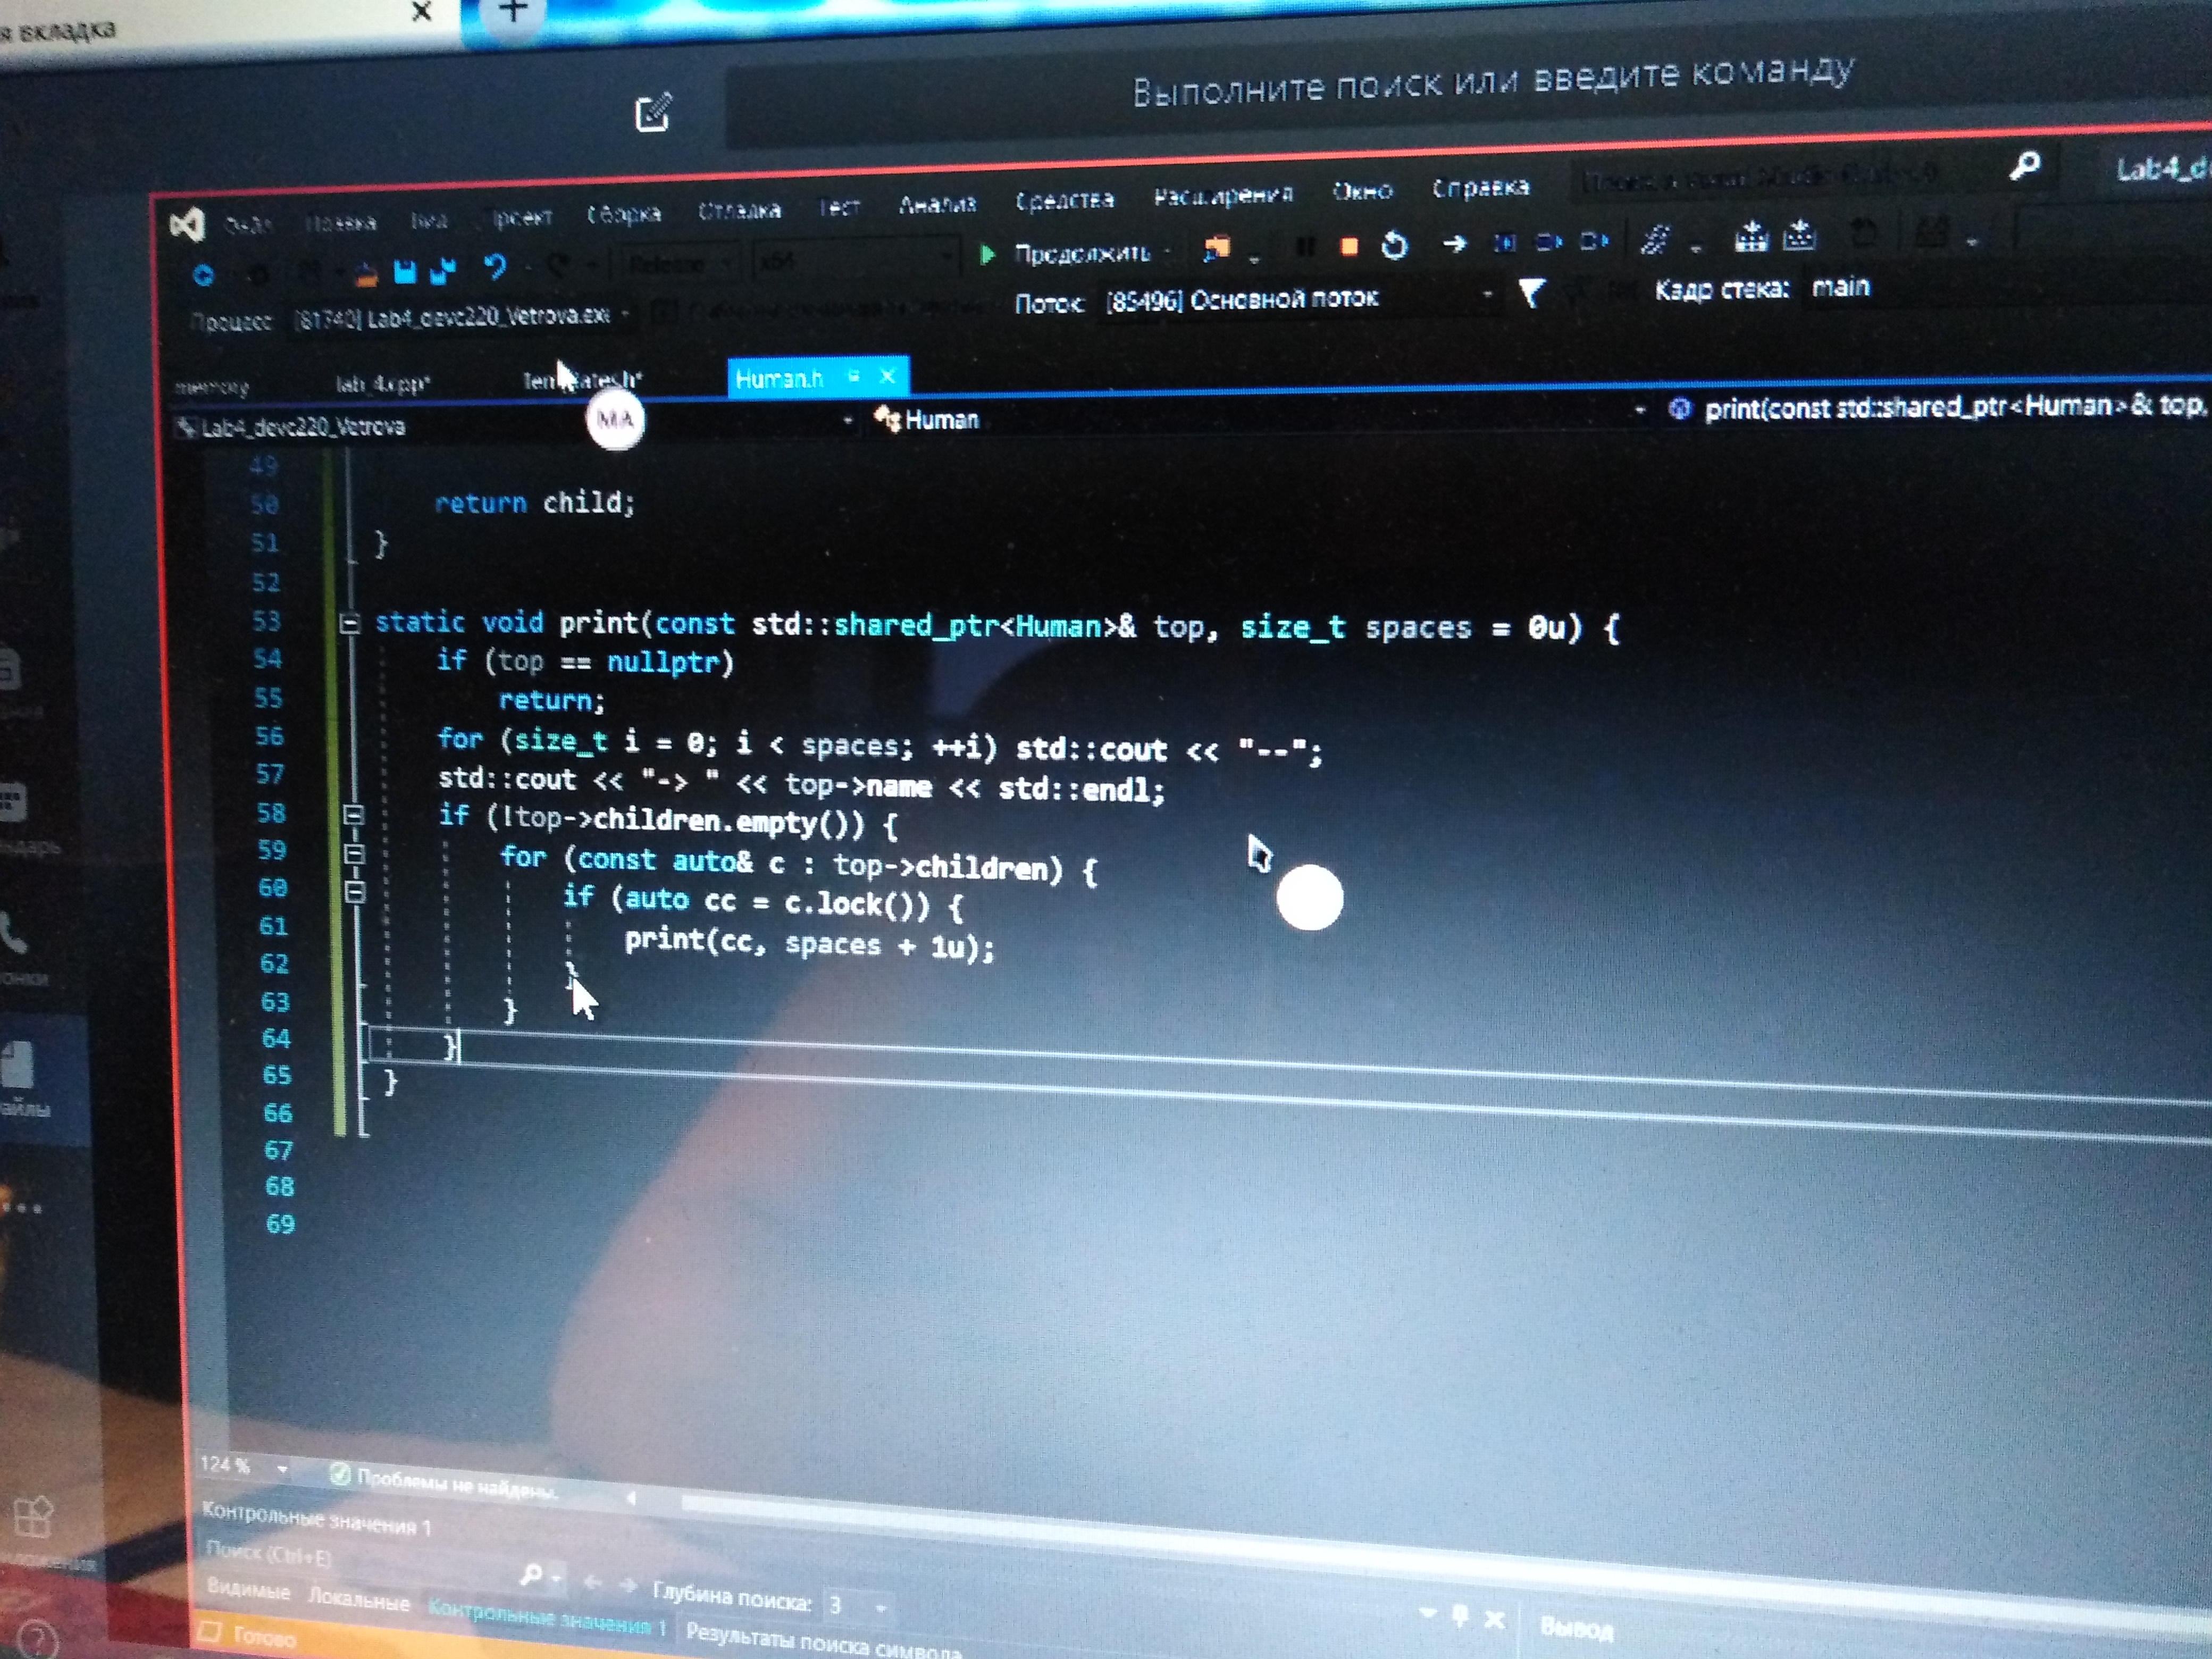 я вкладка
Выполните поиск или введите команду
Правка Вид Проект Сборка Отладка Тест Анализ Средства Расширения Окно Справка
Release x64 Продолжить
Процесс: [81740] Lab4_devc220_Vetrova.exe Поток: [85496] Основной поток Кадр стека: main
memory lab_4.cpp* Human.h
MA
Lab4_devc220_Vetrova Human print(const std::shared_ptr<Human>& top,
49
50 return child;
51 }
52
53 static void print(const std::shared_ptr<Human>& top, size_t spaces = 0u) {
54 if (top == nullptr)
55 return;
56 for (size_t i = 0; i < spaces; ++i) std::cout << "--";
57 std::cout << "-> " << top->name << std::endl;
58 if (!top->children.empty()) {
59 for (const auto& c : top->children) {
60 if (auto cc = c.lock()) {
61 print(cc, spaces + 1u);
62 }
63 }
64 }
65 }
66
67
68
69
124 % Проблемы не найдены.
Контрольные значения 1
Поиск (Ctrl+E) Глубина поиска: 3
Видимые Локальные Контрольные значения 1 Результаты поиска символа Вывод
Готово